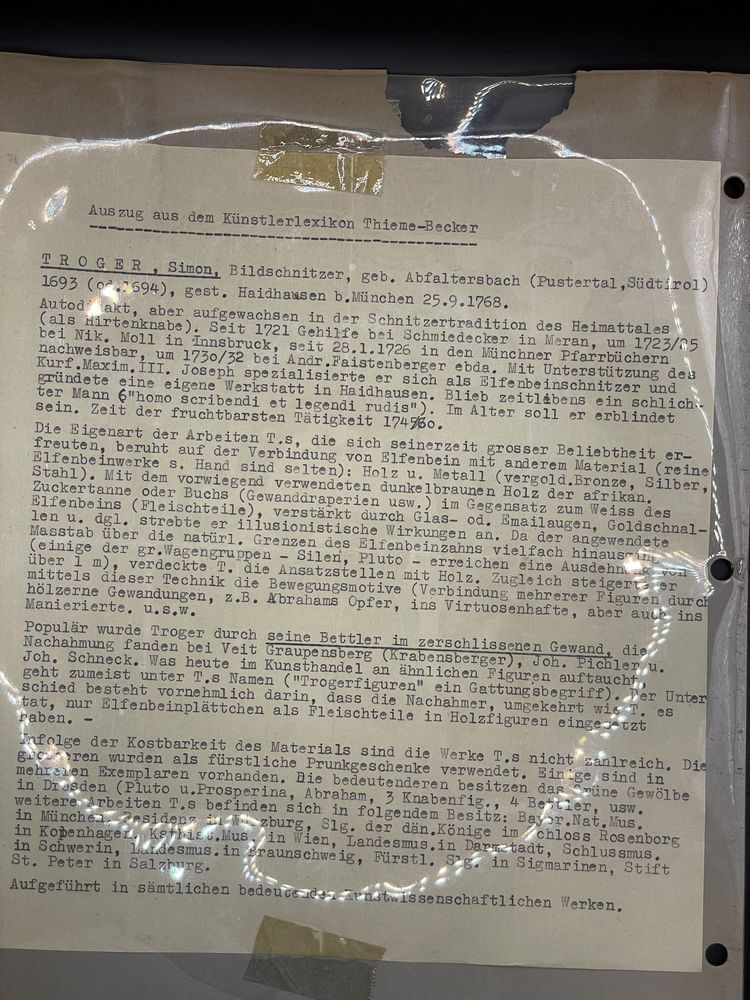 Auszug aus dem Künstlerlexikon Thieme-Becker
T R O G E R , Simon, Bildschnitzer, geb. Abfaltersbach (Pustertal,Südtirol)
1693 (od.1694), gest. Haidhausen b.München 25.9.1768.
Autodidakt, aber aufgewachsen in der Schnitzertradition des Heimattales
(als Hirtenknabe). Seit 1721 Gehilfe bei Schmiedecker in Meran, um 1723/25
bei Nik. Moll in Innsbruck, seit 28.1.1726 in den Münchner Pfarrbüchern
nachweisbar, um 1730/32 bei Andr.Faistenberger ebda. Mit Unterstützung des
Kurf.Maxim.III. Joseph spezialisierte er sich als Elfenbeinschnitzer und
gründete eine eigene Werkstatt in Haidhausen. Blieb zeitlebens ein schlich-
ter Mann ("homo scribendi et legendi rudis"). Im Alter soll er erblindet
sein. Zeit der fruchtbarsten Tätigkeit
Die Eigenart der Arbeiten T.s, die sich seinerzeit grosser Beliebtheit er-
freuten, beruht auf der Verbindung von Elfenbein mit anderem Material (reine
Elfenbeinwerke s. Hand sind selten): Holz u. Metall (vergold.Bronze, Silber,
Stahl). Mit dem vorwiegend verwendeten dunkelbraunen Holz der afrikan.
Zuckertanne oder Buchs (Gewanddraperien usw.) im Gegensatz zum Weiss des
Elfenbeins (Fleischteile), verstärkt durch Glas- od. Emailaugen, Goldschnal-
len u. dgl. strebte er illusionistische Wirkungen an. Da der angewendete
Masstab über die natürl. Grenzen des Elfenbeinzahns vielfach hinausging
(einige der gr.Wagengruppen - Silen, Pluto - erreichen eine Ausdehnung von
über 1 m), verdeckte T. die Ansatzstellen mit Holz. Zugleich steigerte er
mittels dieser Technik die Bewegungsmotive (Verbindung mehrerer Figuren durch
hölzerne Gewandungen, z.B. Abrahams Opfer, ins Virtuosenhafte, aber auch ins
Manierierte. u.s.w.
Populär wurde Troger durch seine Bettler im zerschlissenen Gewand, die
Nachahmung fanden bei Veit Graupensberg (Krabensberger), Joh. Pichler u.
Joh. Schneck. Was heute im Kunsthandel an ähnlichen Figuren auftaucht,
geht zumeist unter T.s Namen ("Trogerfiguren" ein Gattungsbegriff). Der Unter
schied besteht vornehmlich darin, dass die Nachahmer, umgekehrt wie T. es
tat, nur Elfenbeinplättchen als Fleischteile in Holzfiguren eingesetzt
haben. -
Infolge der Kostbarkeit des Materials sind die Werke T.s nicht zahlreich. Die
grösseren wurden als fürstliche Prunkgeschenke verwendet. Einige sind in
mehreren Exemplaren vorhanden. Die bedeutenderen besitzen das Grüne Gewölbe
in Dresden (Pluto u.Prosperina, Abraham, 3 Knabenfig., 4 Bettler, usw.
weitere Arbeiten T.s befinden sich in folgendem Besitz: Bayer.Nat.Mus.
in München, Residenz in Würzburg, Slg. der dän.Könige im Schloss Rosenborg
in Kopenhagen, Mus. in Wien, Landesmus.in Darmstadt, Schlussmus.
in Schwerin, Landesmus.in Braunschweig, Fürstl. Slg. in Sigmarinen, Stift
St. Peter in Salzburg.
Aufgeführt in sämtlichen bedeutenden Kunstwissenschaftlichen Werken.